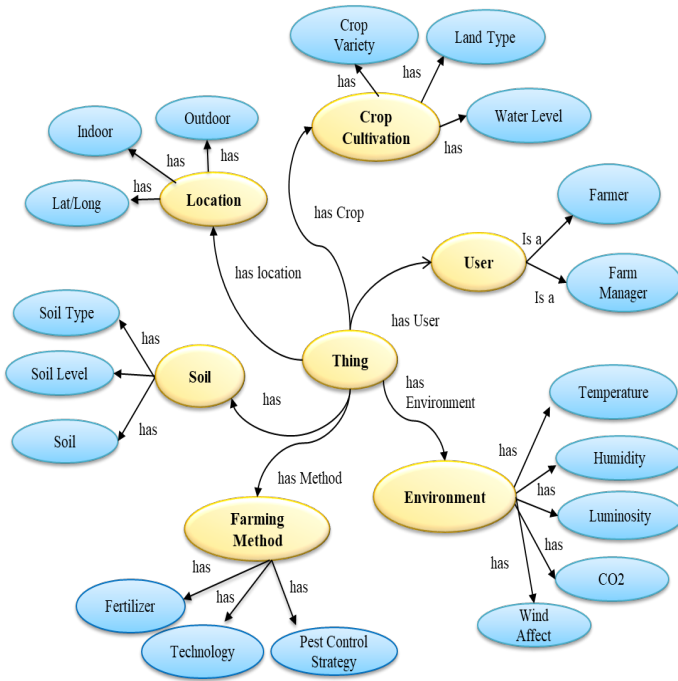 Crop
Variety
Land Type
has
has
Crop
Cultivation
Water Level
has
Indoor
Outdoor
has
has
has
Lat/Long
Location
has Crop
Farmer
Is a
User
Farm
Manager
Is a
has location
has User
Soil Type
has
Soil Level
Soil
has
Soil
has
Thing
has
Environment
Temperature
has
Humidity
has
Environment
Luminosity
has
has
CO2
Wind
Affect
has Method
Farming
Method
has
has
has
Fertilizer
Technology
Pest Control
Strategy